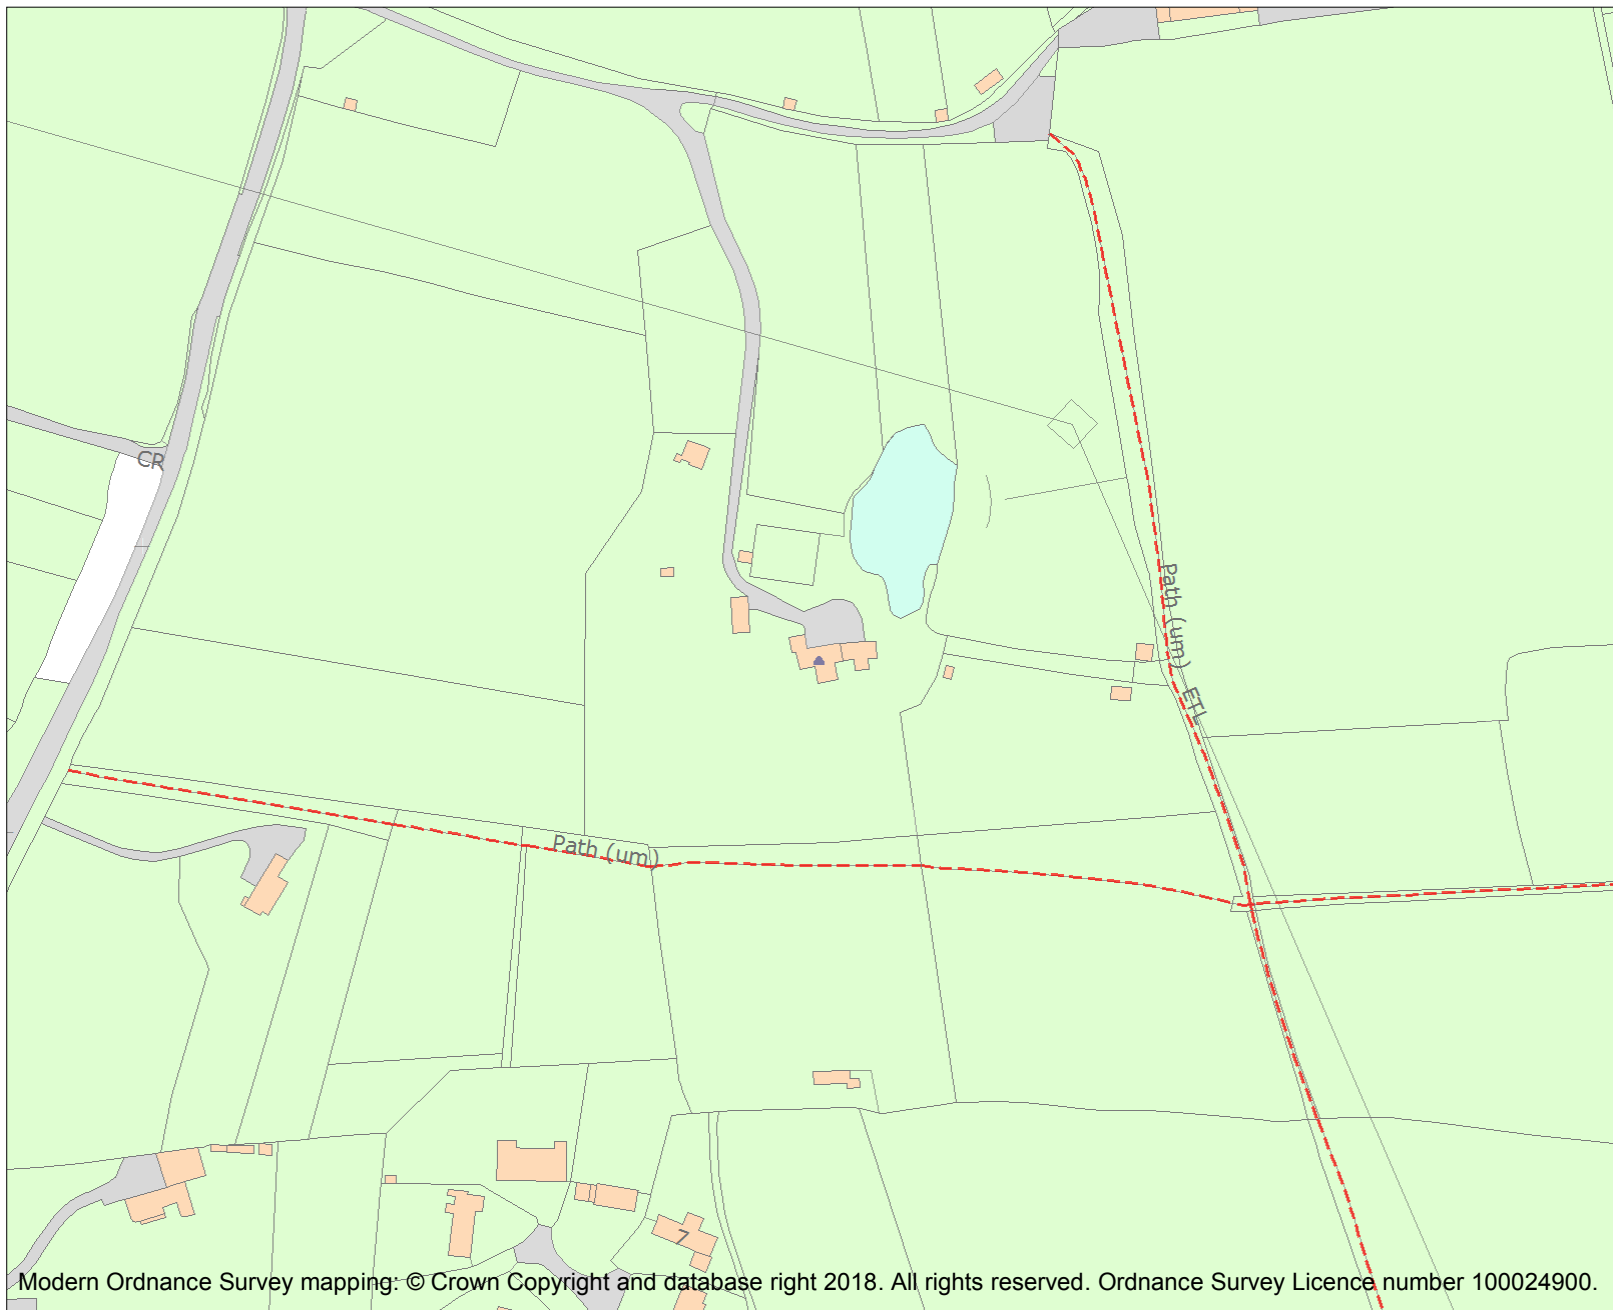 CR
Path (um)
ETL
Path (um)
7
Modern Ordnance Survey mapping: © Crown Copyright and database right 2018. All rights reserved. Ordnance Survey Licence number 100024900.